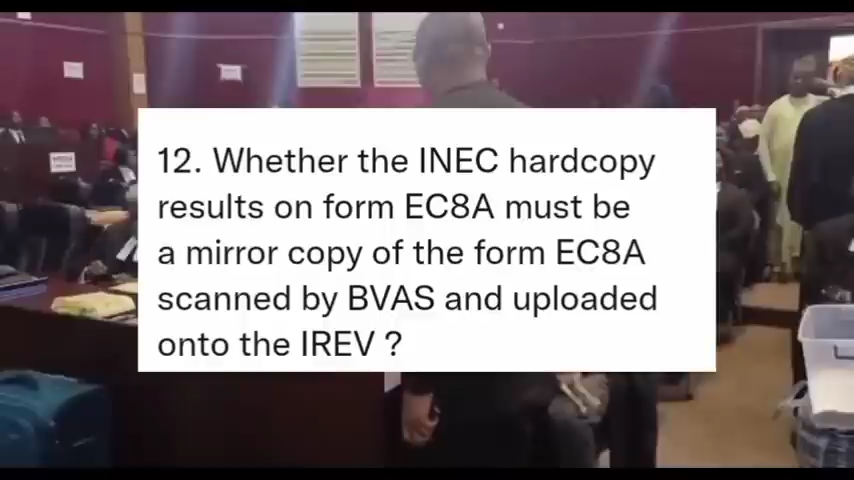 12. Whether the INEC hardcopy
results on form EC8A must be
a mirror copy of the form EC8A
scanned by BVAS and uploaded
onto the IREV ?